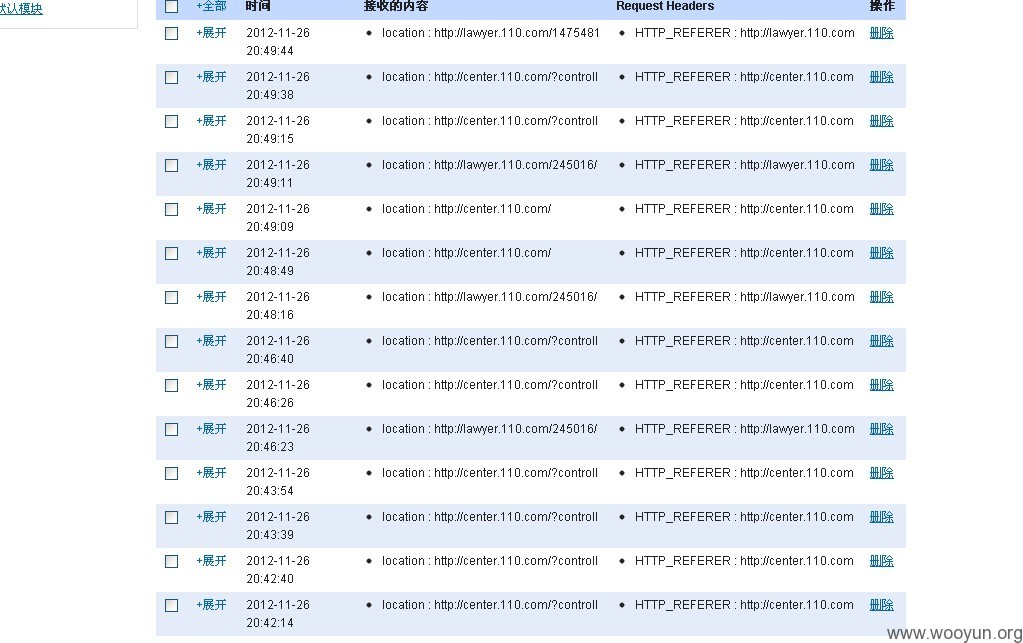 默认模块
+全部 时间 接收的内容 Request Headers 操作
+展开 2012-11-26 location : http://lawyer.110.com/1475481 HTTP_REFERER : http://lawyer.110.com 删除
20:49:44
+展开 2012-11-26 location : http://center.110.com/?controll HTTP_REFERER : http://center.110.com 删除
20:49:38
+展开 2012-11-26 location : http://center.110.com/?controll HTTP_REFERER : http://center.110.com 删除
20:49:15
+展开 2012-11-26 location : http://lawyer.110.com/245016/ HTTP_REFERER : http://lawyer.110.com 删除
20:49:11
+展开 2012-11-26 location : http://center.110.com/ HTTP_REFERER : http://center.110.com 删除
20:49:09
+展开 2012-11-26 location : http://center.110.com/ HTTP_REFERER : http://center.110.com 删除
20:48:49
+展开 2012-11-26 location : http://lawyer.110.com/245016/ HTTP_REFERER : http://lawyer.110.com 删除
20:48:16
+展开 2012-11-26 location : http://center.110.com/?controll HTTP_REFERER : http://center.110.com 删除
20:46:40
+展开 2012-11-26 location : http://center.110.com/?controll HTTP_REFERER : http://center.110.com 删除
20:46:26
+展开 2012-11-26 location : http://lawyer.110.com/245016/ HTTP_REFERER : http://lawyer.110.com 删除
20:46:23
+展开 2012-11-26 location : http://center.110.com/?controll HTTP_REFERER : http://center.110.com 删除
20:43:54
+展开 2012-11-26 location : http://center.110.com/?controll HTTP_REFERER : http://center.110.com 删除
20:43:39
+展开 2012-11-26 location : http://center.110.com/?controll HTTP_REFERER : http://center.110.com 删除
20:42:40
+展开 2012-11-26 location : http://center.110.com/?controll HTTP_REFERER : http://center.110.com 删除
20:42:14
www.wooyun.org